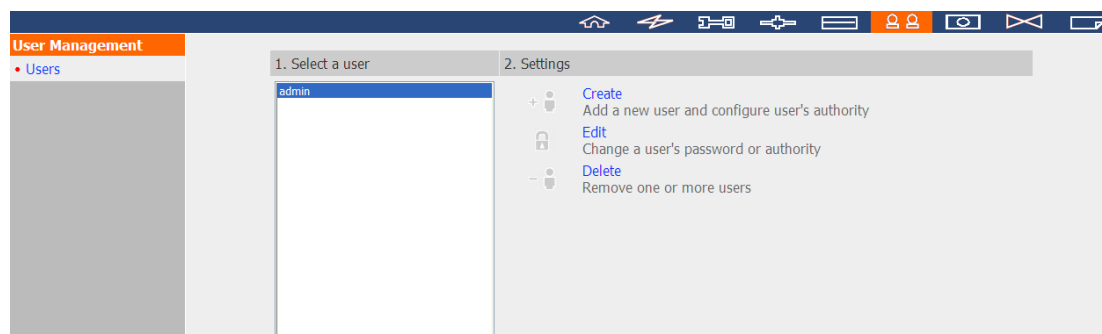 User Management
Users
1. Select a user
2. Settings
admin
Create
Add a new user and configure user's authority
Edit
Change a user's password or authority
Delete
Remove one or more users